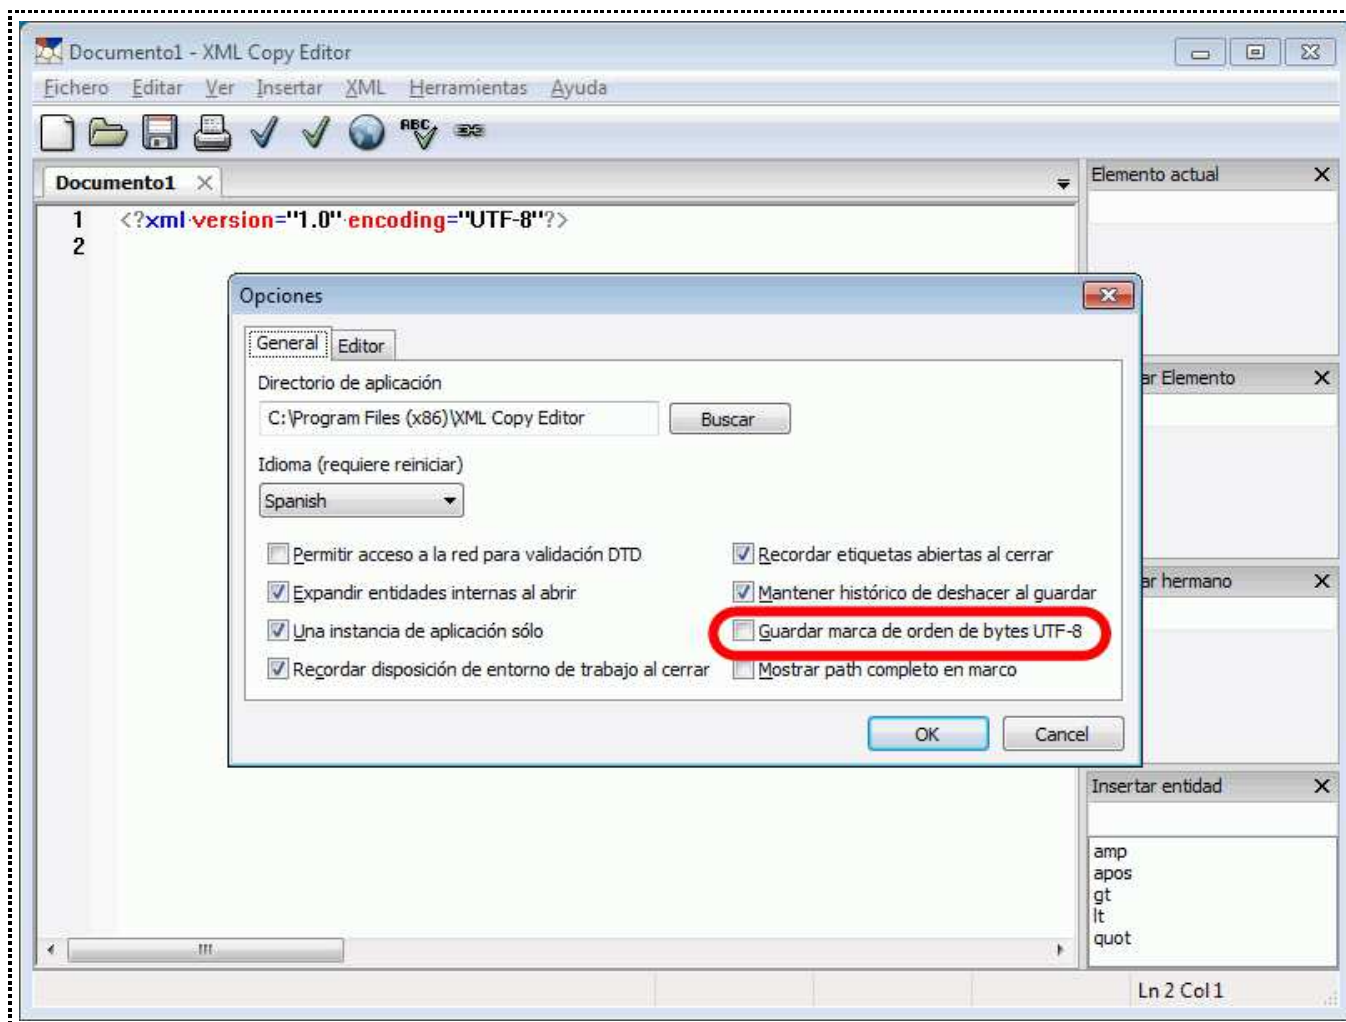 Documento1 - XML Copy Editor
Fichero Editar Ver Insertar XML Herramientas Ayuda
ABC
Documento1
Elemento actual
1 <?xml version="1.0" encoding="UTF-8"?>
2
Opciones
General Editor
Directorio de aplicación
ar Elemento
C:\Program Files (x86)\XML Copy Editor Buscar
Idioma (requiere reiniciar)
Spanish
Permitir acceso a la red para validación DTD Recordar etiquetas abiertas al cerrar
Expandir entidades internas al abrir Mantener histórico de deshacer al guardar
ar hermano
Una instancia de aplicación sólo Guardar marca de orden de bytes UTF-8
Recordar disposición de entorno de trabajo al cerrar Mostrar path completo en marco
OK Cancel
Insertar entidad
amp
apos
gt
lt
quot
Ln 2 Col 1